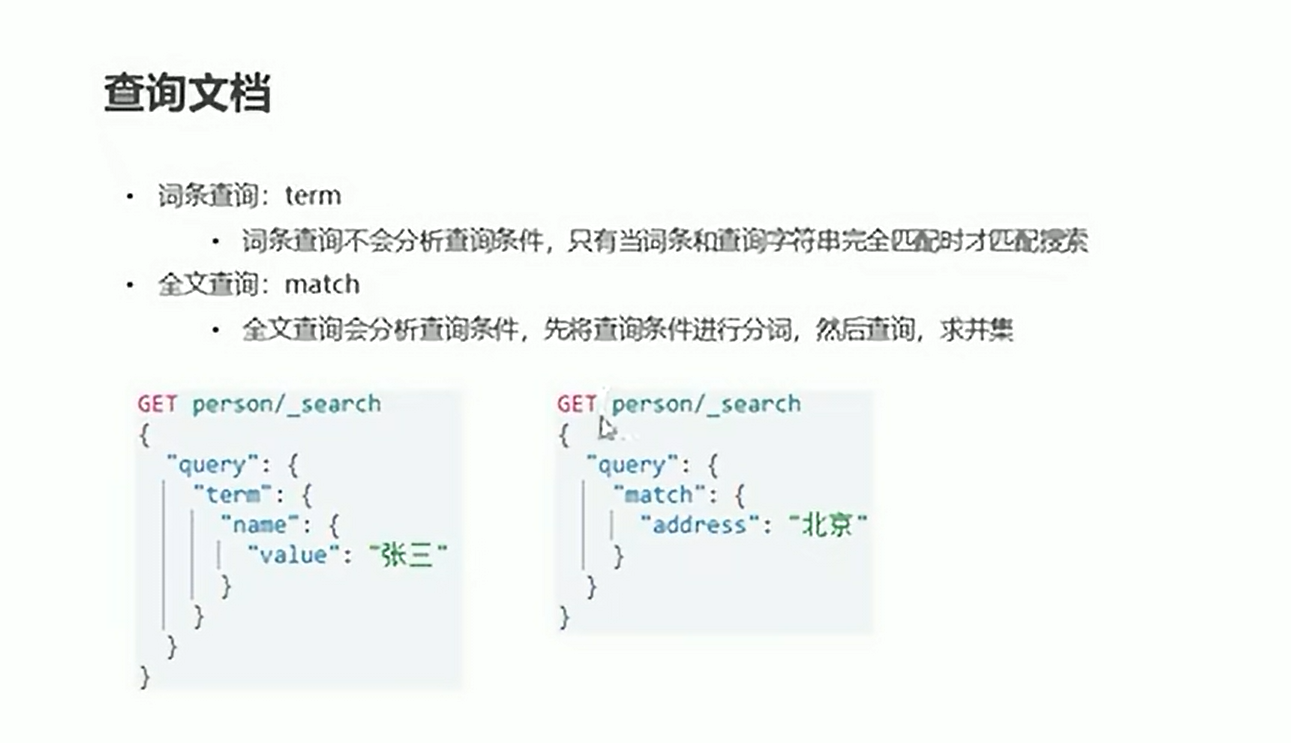 查询文档
• 词条查询：term
• 词条查询不会分析查询条件，只有当词条和查询字符串完全匹配时才匹配搜索
• 全文查询：match
• 全文查询会分析查询条件，先将查询条件进行分词，然后查询，求并集
GET person/_search
{
"query": {
"term": {
"name": {
"value": "张三"
}
}
}
}
GET person/_search
{
"query": {
"match": {
"address": "北京"
}
}
}